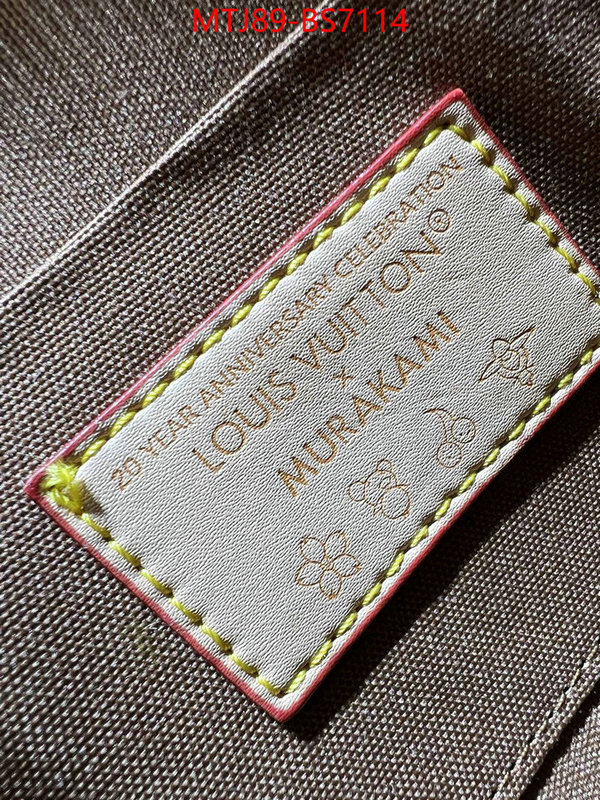 MTJ89-BS7114
20 YEAR ANNIVERSARY CELEBRATION
LOUIS VUITTON
×
MURAKAMI